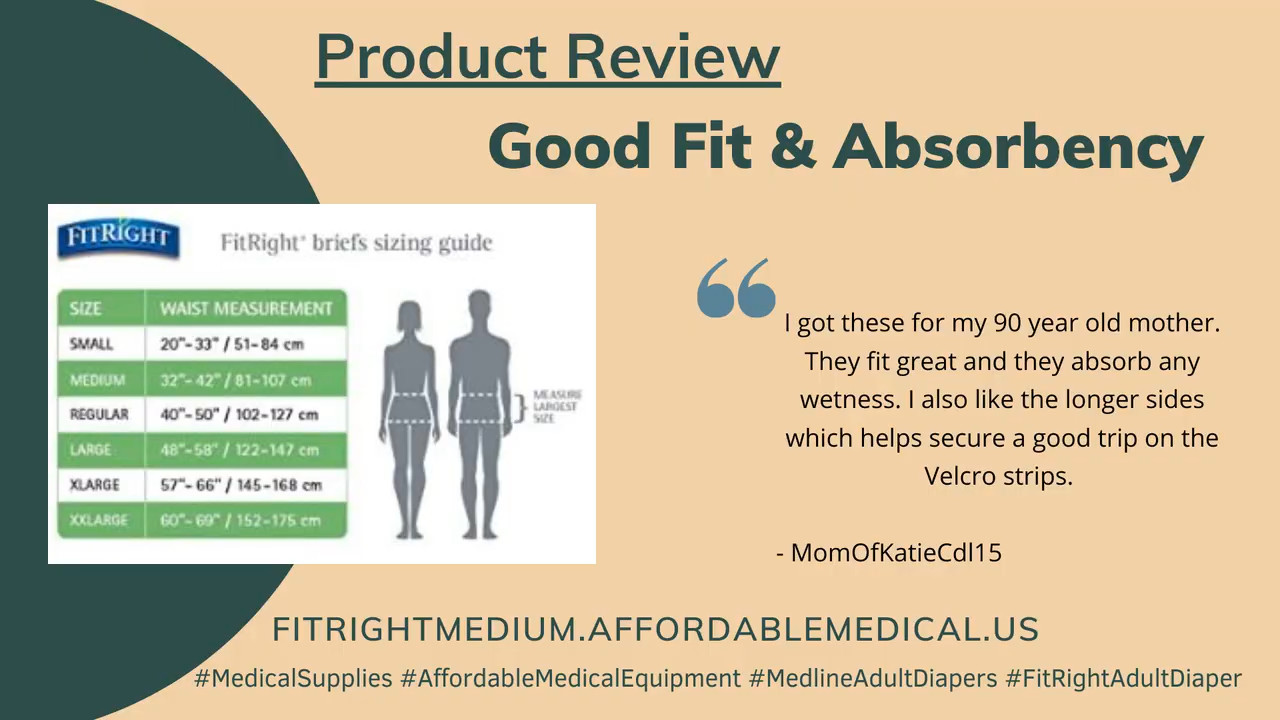 Product Review
Good Fit & Absorbency
FITRIGHT
FitRight® briefs sizing guide
SIZE WAIST MEASUREMENT
SMALL 20"-33" / 51-84 cm
MEDIUM 32"-42" / 81-107 cm
REGULAR 40"-50" / 102-127 cm
LARGE 48"-58" / 122-147 cm
XLARGE 57"-66" / 145-168 cm
XXLARGE 60"-69" / 152-175 cm
MEASURE
LARGEST
SIZE
“
I got these for my 90 year old mother.
They fit great and they absorb any
wetness. I also like the longer sides
which helps secure a good trip on the
Velcro strips.
- MomOfKatieCdl15
FITRIGHTMEDIUM.AFFORDABLEMEDICAL.US
#MedicalSupplies #AffordableMedicalEquipment #MedlineAdultDiapers #FitRightAdultDiaper